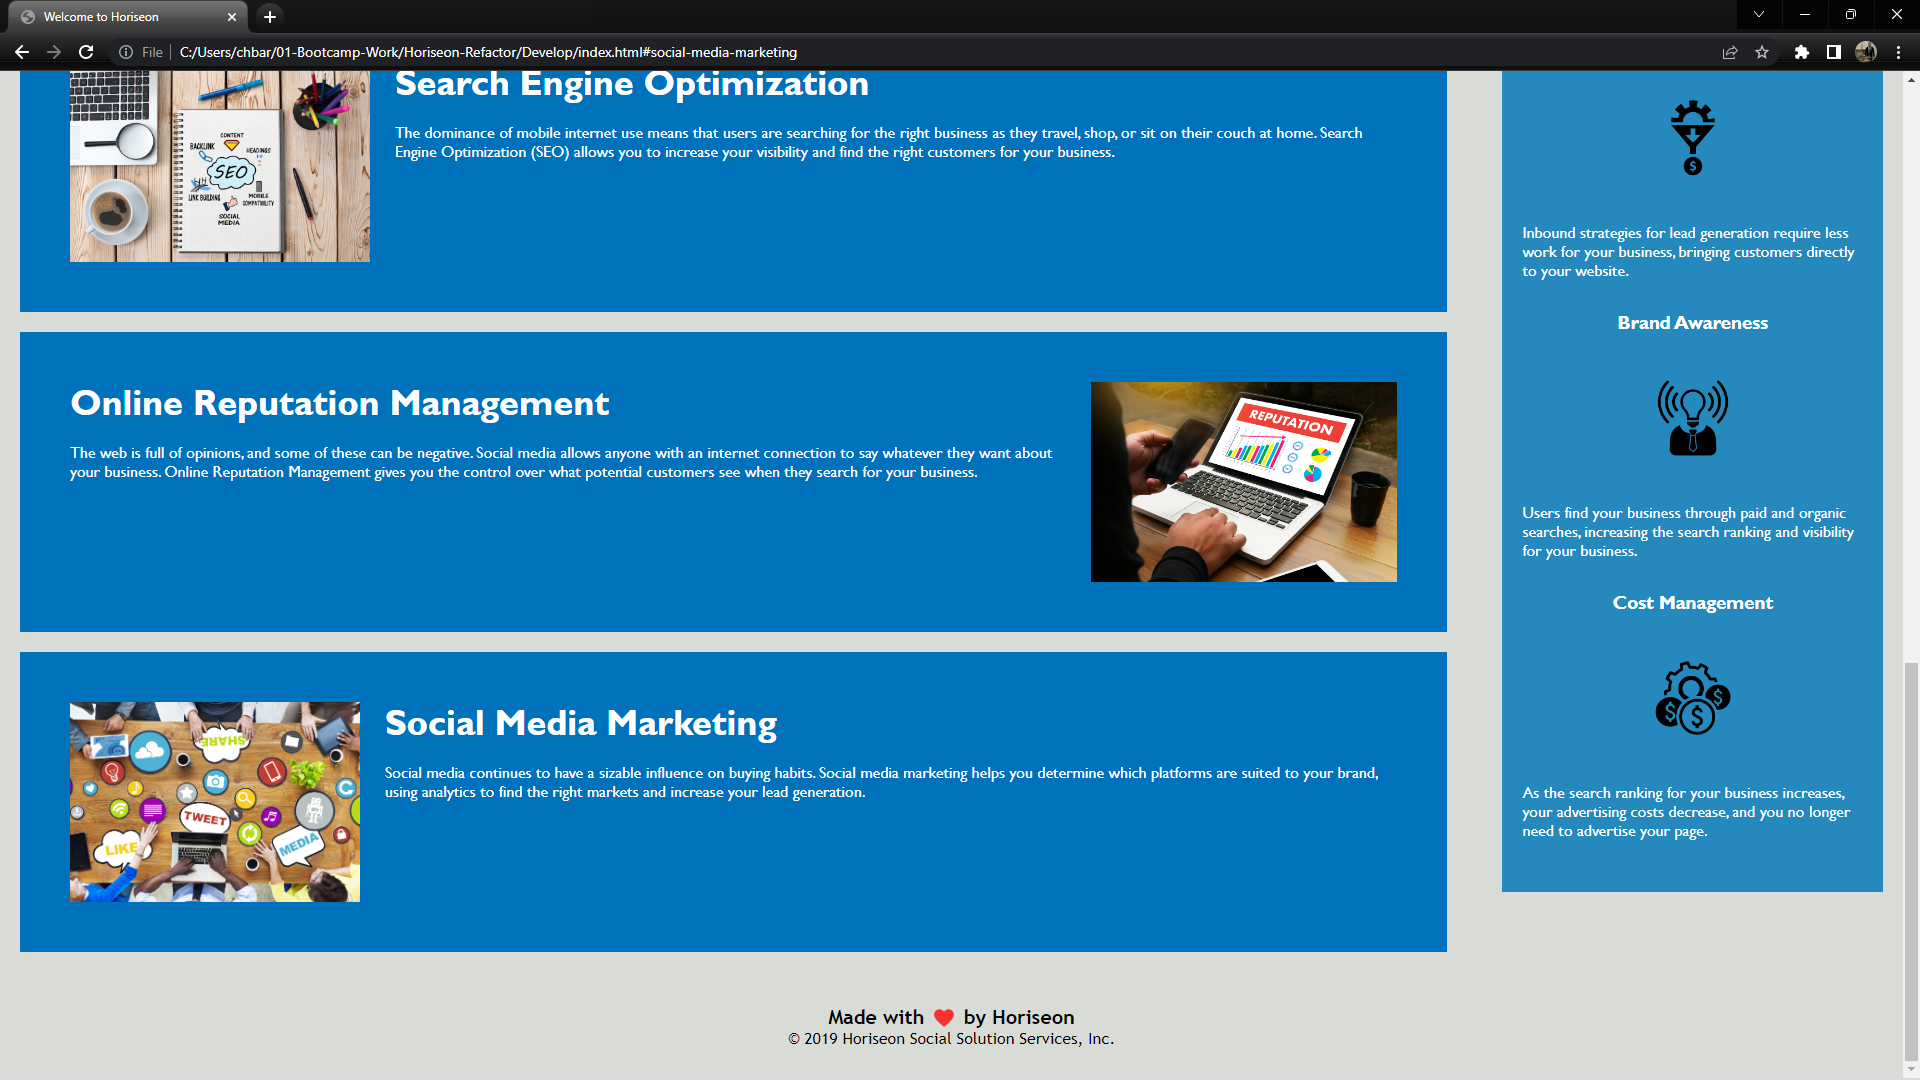 Welcome to Horiseon
File
C:/Users/chbar/01-Bootcamp-Work/Horiseon-Refactor/Develop/index.html#social-media-marketing
Search Engine Optimization
The dominance of mobile internet use means that users are searching for the right business as they travel, shop, or sit on their couch at home. Search
Engine Optimization (SEO) allows you to increase your visibility and find the right customers for your business.
CONTENT
BACKLINK
HEADINGS
SEO
LINK BUILDING
MOBILE
COMPATIBILITY
SOCIAL
MEDIA
Online Reputation Management
The web is full of opinions, and some of these can be negative. Social media allows anyone with an internet connection to say whatever they want about
your business. Online Reputation Management gives you the control over what potential customers see when they search for your business.
REPUTATION
Social Media Marketing
Social media continues to have a sizable influence on buying habits. Social media marketing helps you determine which platforms are suited to your brand,
using analytics to find the right markets and increase your lead generation.
SHARE
TWEET
LIKE
MEDIA
$
Inbound strategies for lead generation require less
work for your business, bringing customers directly
to your website.
Brand Awareness
Users find your business through paid and organic
searches, increasing the search ranking and visibility
for your business.
Cost Management
$
$
$
As the search ranking for your business increases,
your advertising costs decrease, and you no longer
need to advertise your page.
Made with ❤️ by Horiseon
© 2019 Horiseon Social Solution Services, Inc.